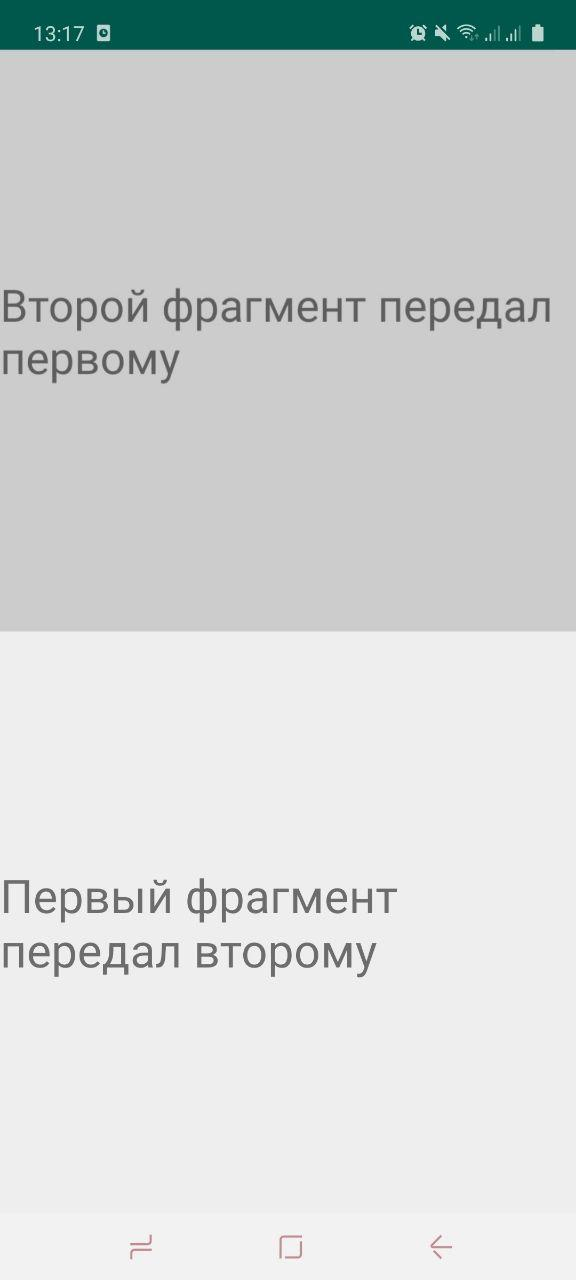 13:17
Второй фрагмент передал
первому
Первый фрагмент
передал второму